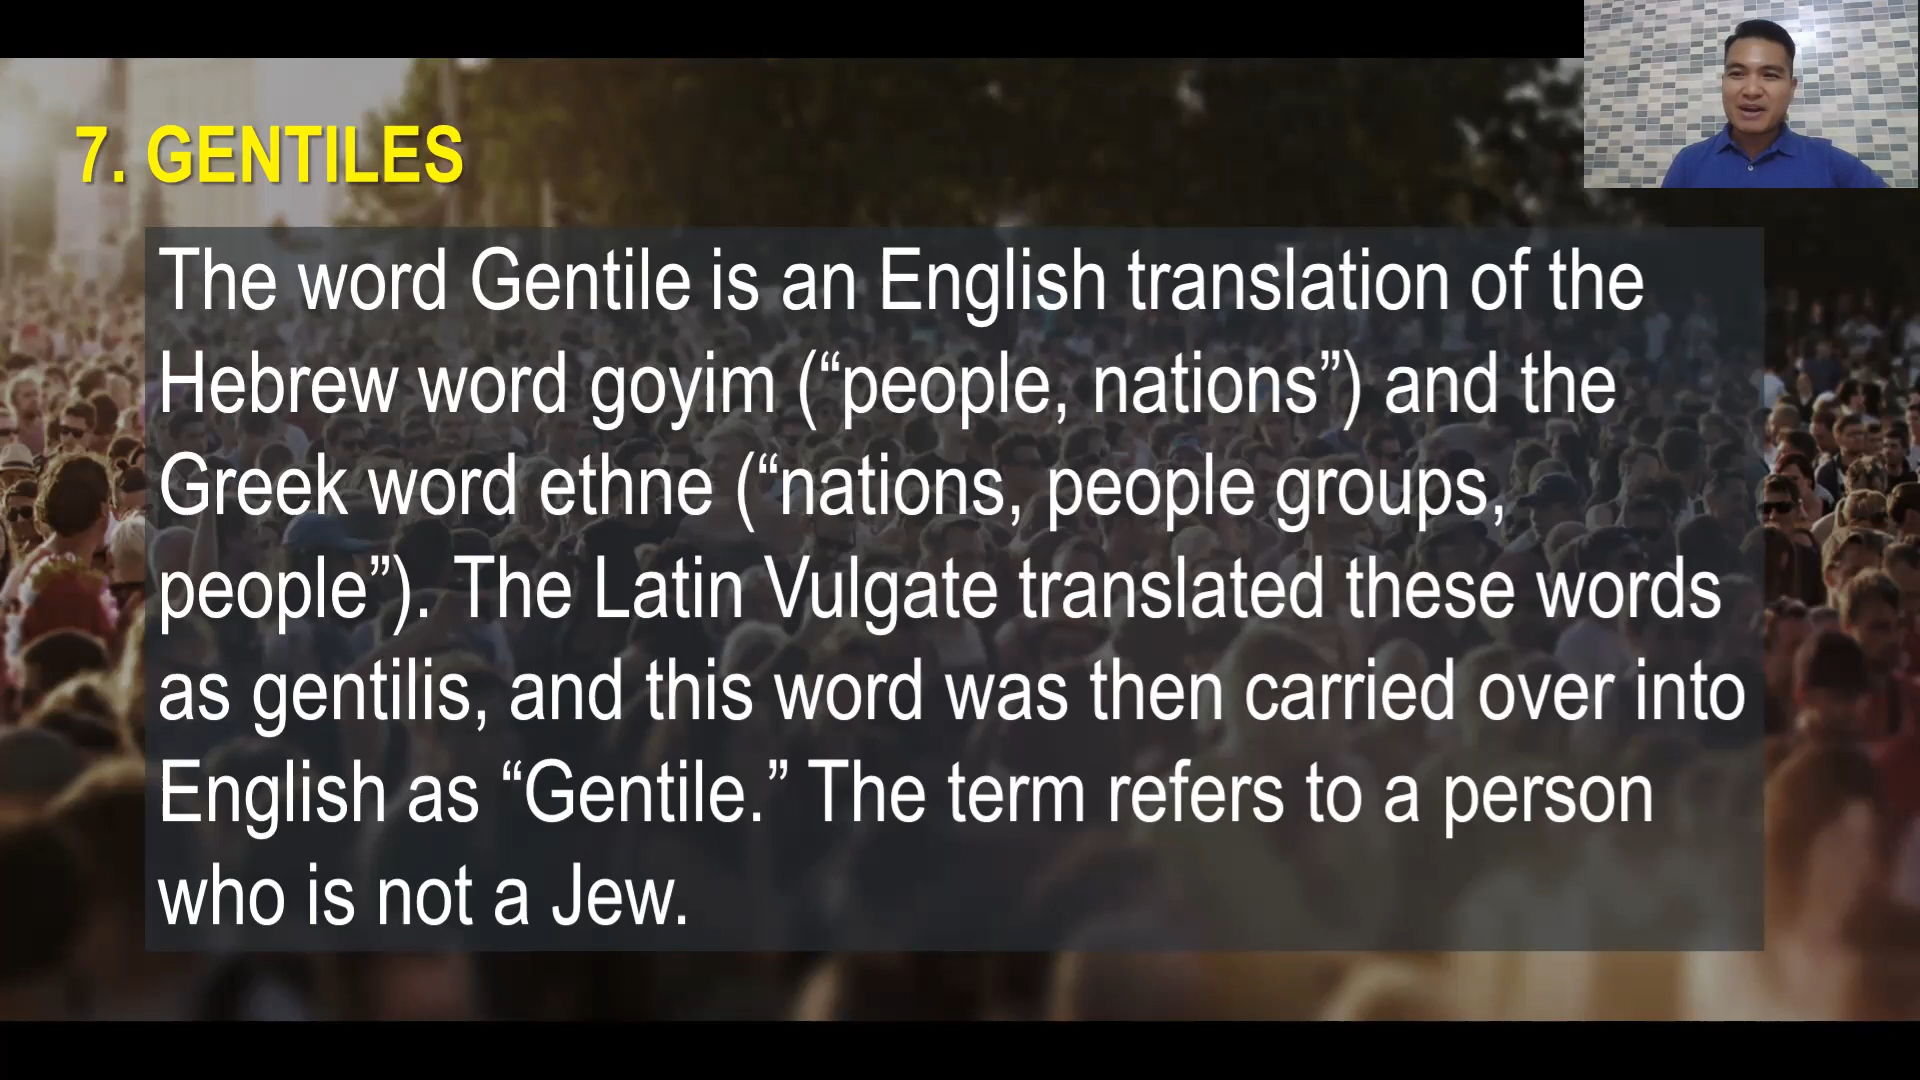 7. GENTILES
The word Gentile is an English translation of the
Hebrew word goyim (“people, nations”) and the
Greek word ethne (“nations, people groups,
people”). The Latin Vulgate translated these words
as gentilis, and this word was then carried over into
English as “Gentile.” The term refers to a person
who is not a Jew.